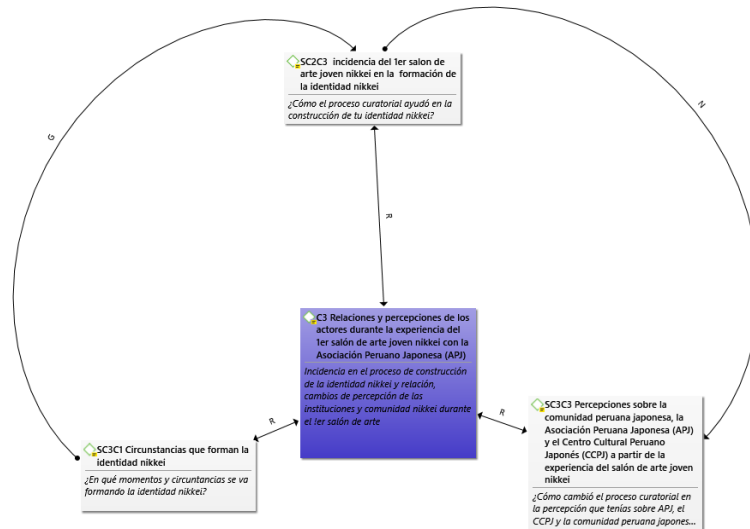 SC2C3 incidencia del 1er salon de
arte joven nikkei en la formación de
la identidad nikkei
¿Cómo el proceso curatorial ayudó en la
construcción de tu identidad nikkei?
G
N
R
C3 Relaciones y percepciones de los
actores durante la experiencia del
1er salón de arte joven nikkei con la
Asociación Peruano Japonesa (APJ)
Incidencia en el proceso de construcción
de la identidad nikkei y relación,
cambios de percepción de las
instituciones y comunidad nikkei durante
el 1er salón de arte
R
R
SC3C1 Circunstancias que forman la
identidad nikkei
¿En qué momentos y circuntancias se va
formando la identidad nikkei?
SC3C3 Percepciones sobre la
comunidad peruana japonesa, la
Asociación Peruana Japonesa (APJ)
y el Centro Cultural Peruano
Japonés (CCPJ) a partir de la
experiencia del salón de arte joven
nikkei
¿Cómo cambió el proceso curatorial en
la percepción que tenías sobre APJ, el
CCPJ y la comunidad peruana japones...